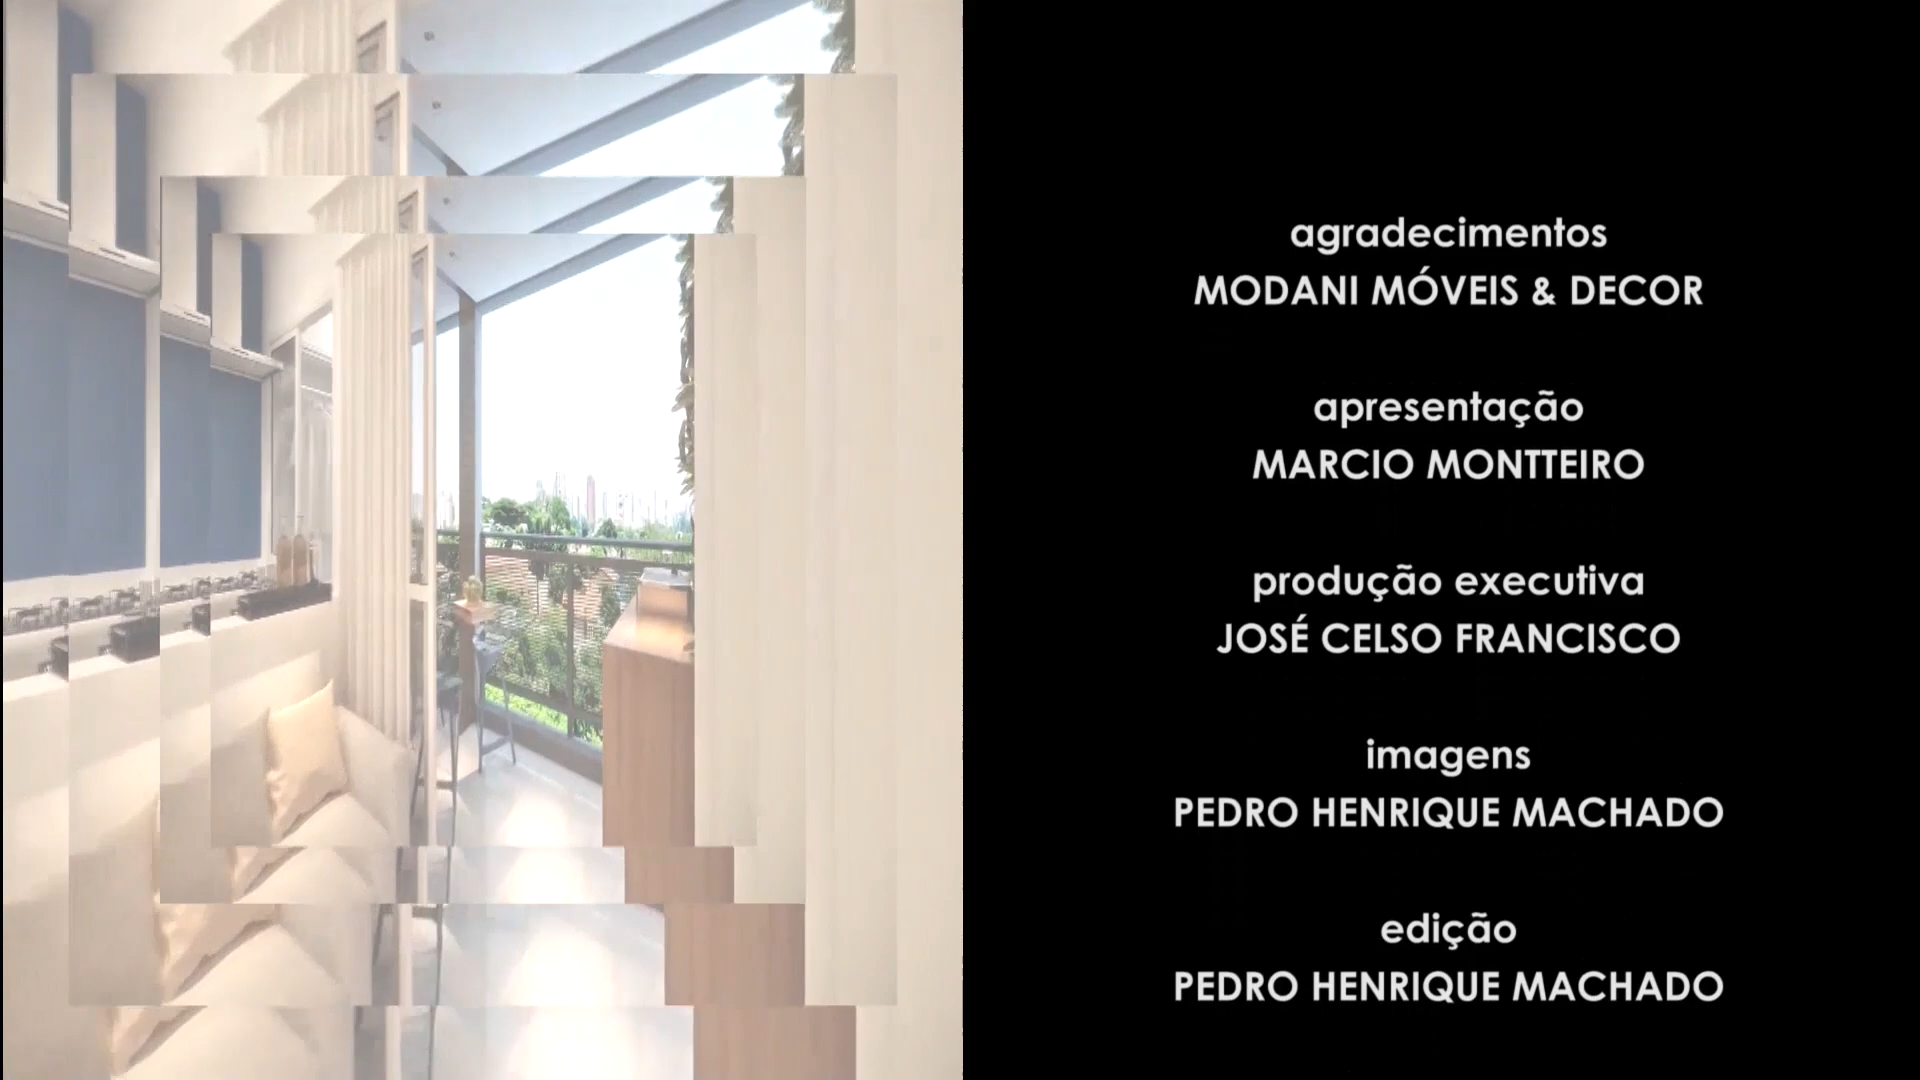 agradecimentos
MODANI MÓVEIS & DECOR
apresentação
MARCIO MONTTEIRO
produção executiva
JOSÉ CELSO FRANCISCO
imagens
PEDRO HENRIQUE MACHADO
edição
PEDRO HENRIQUE MACHADO